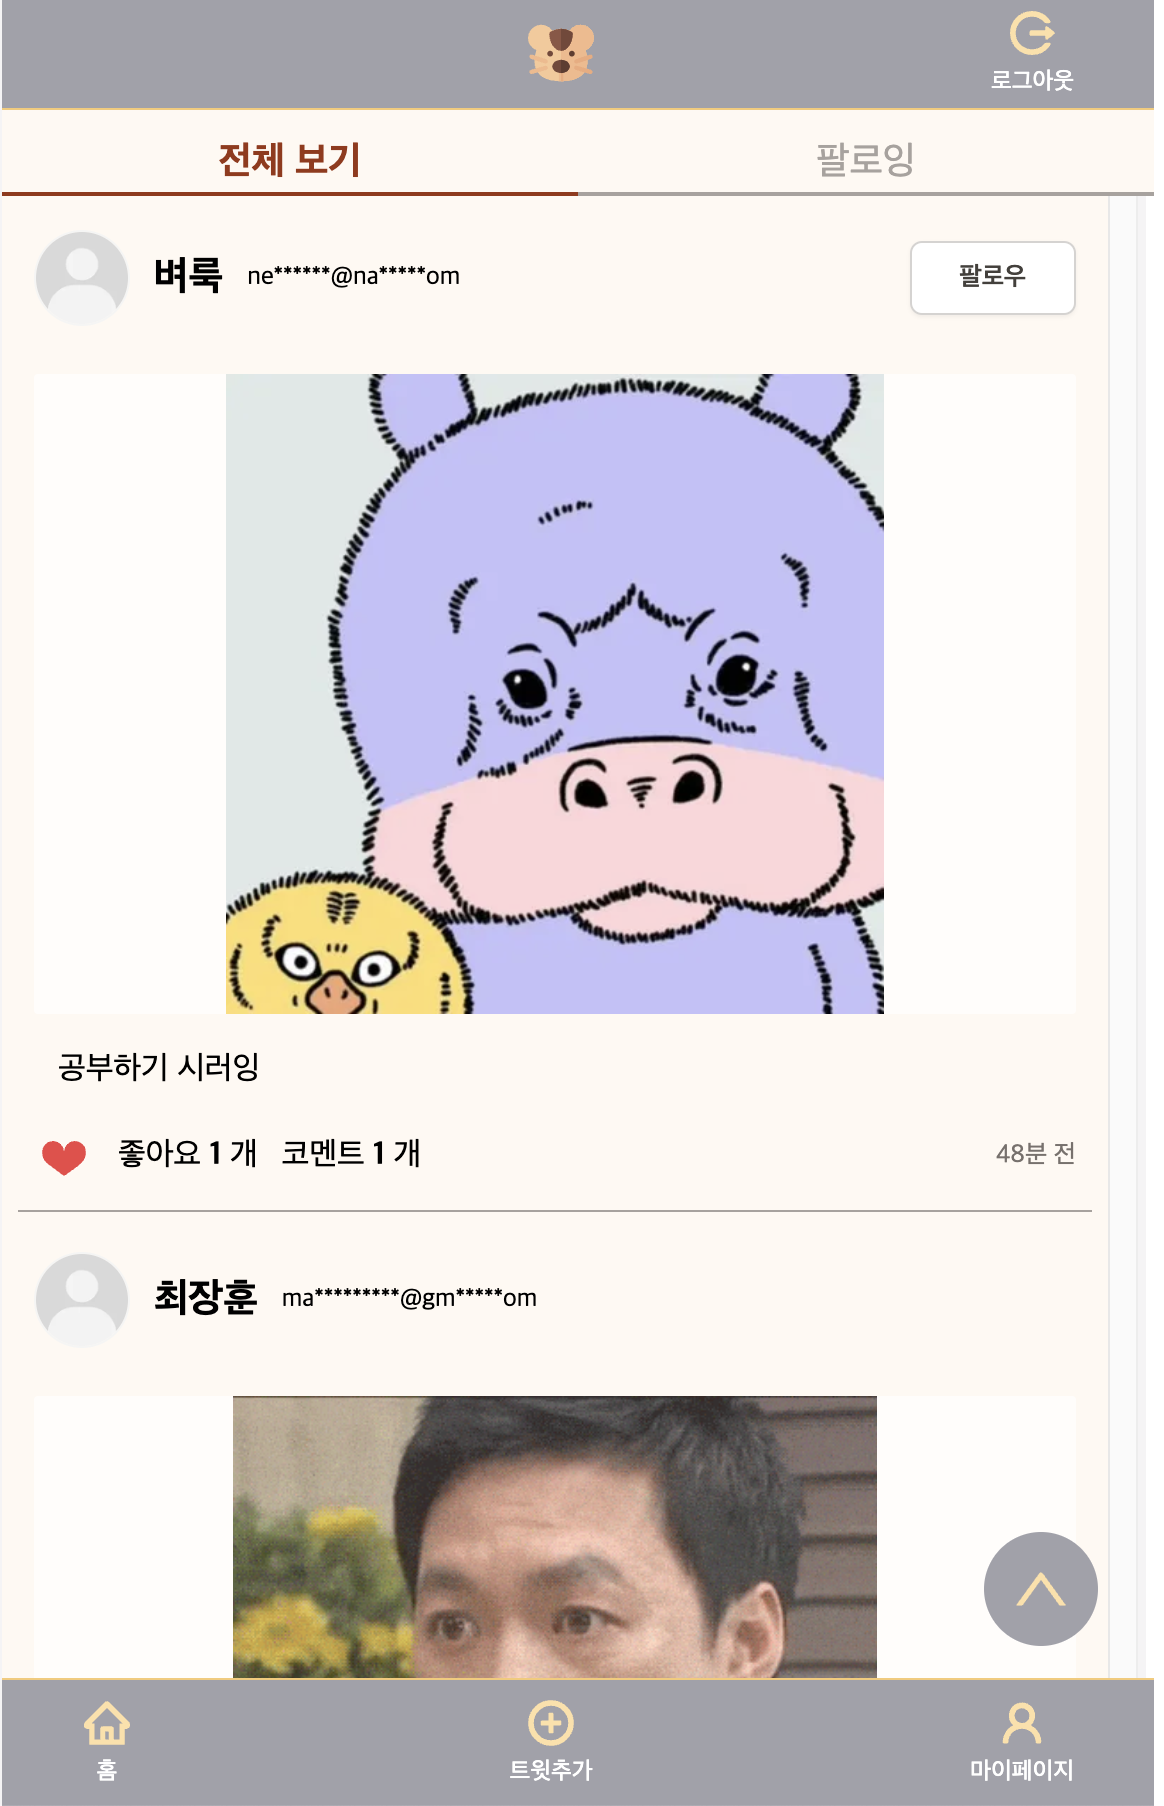 로그아웃
전체 보기
팔로잉
벼룩 ne******@na*****om
팔로우
공부하기 시러잉
좋아요 1 개 코멘트 1 개
48분 전
최장훈 ma*********@gm*****om
홈
트윗추가
마이페이지